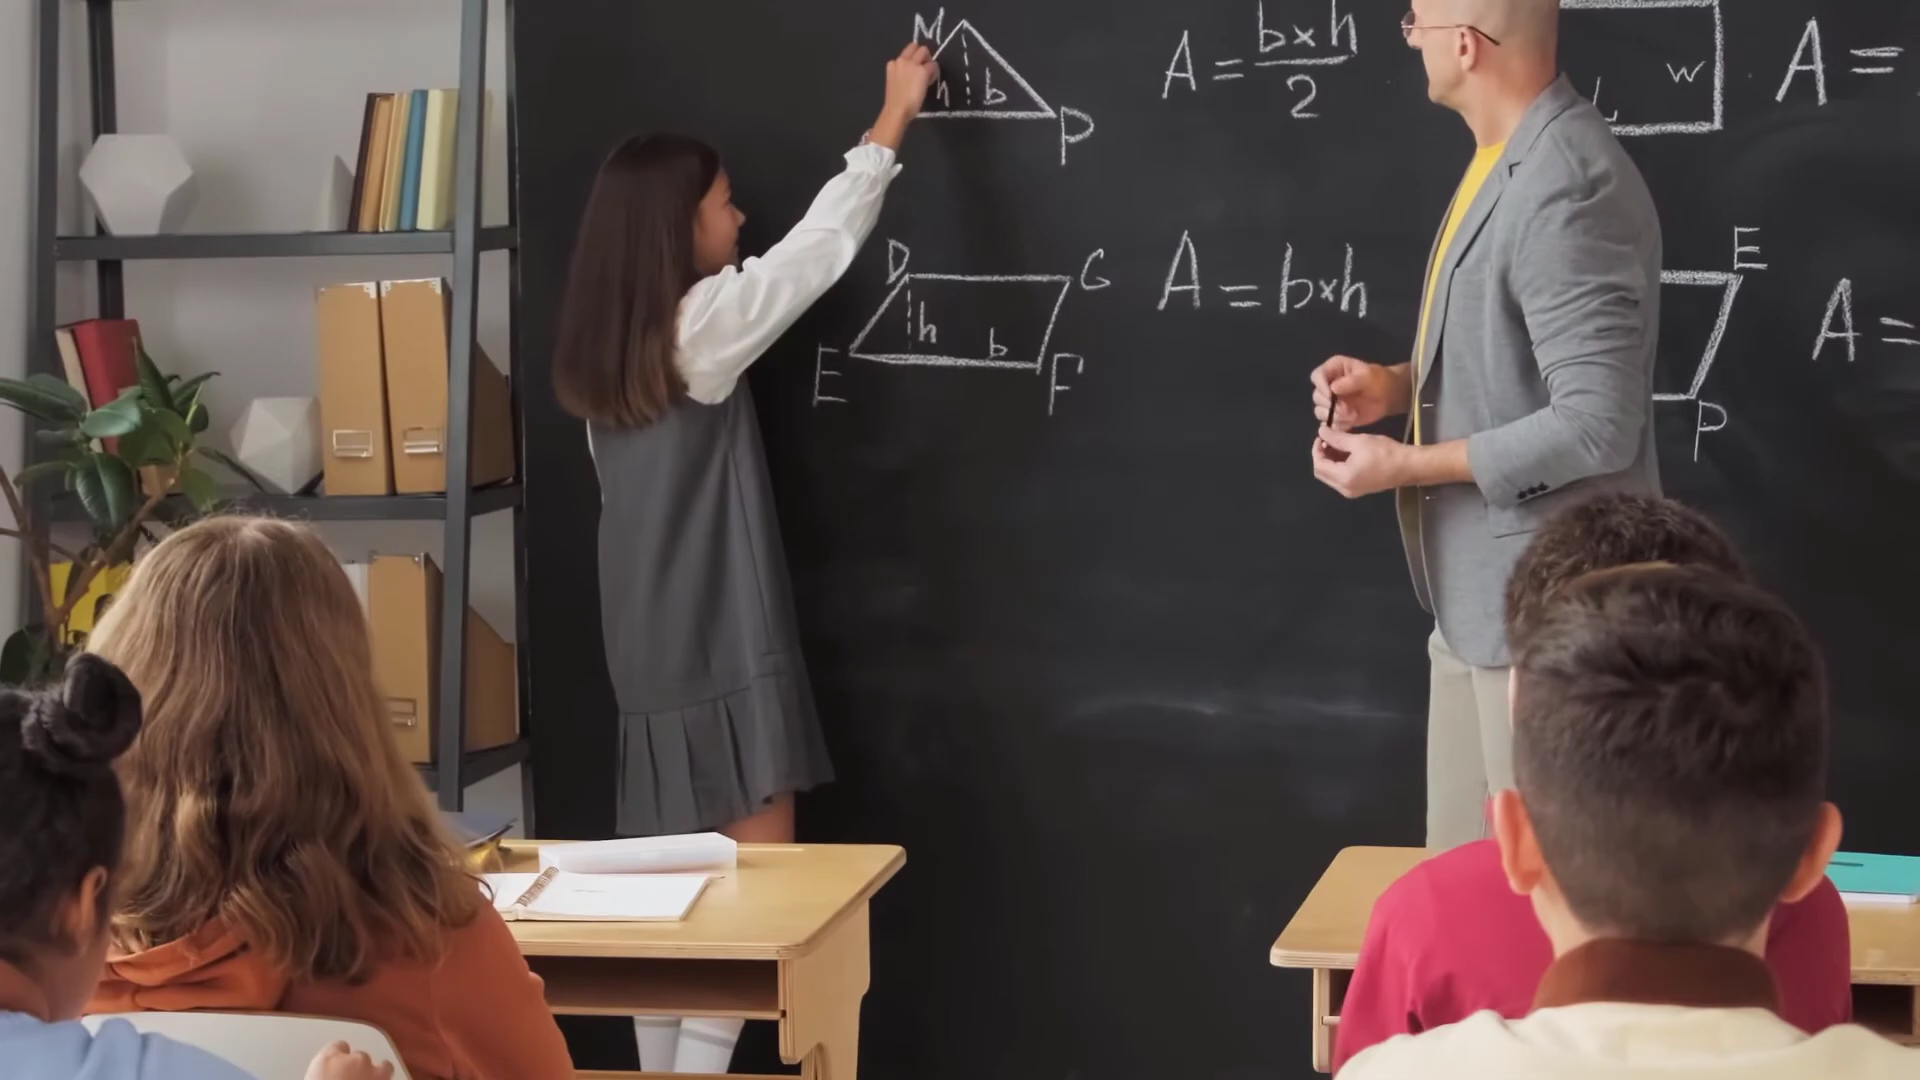 M
h b
P
A = b×h
2
L w
A =
D G
h b
E F
A = b×h
E
P
A =